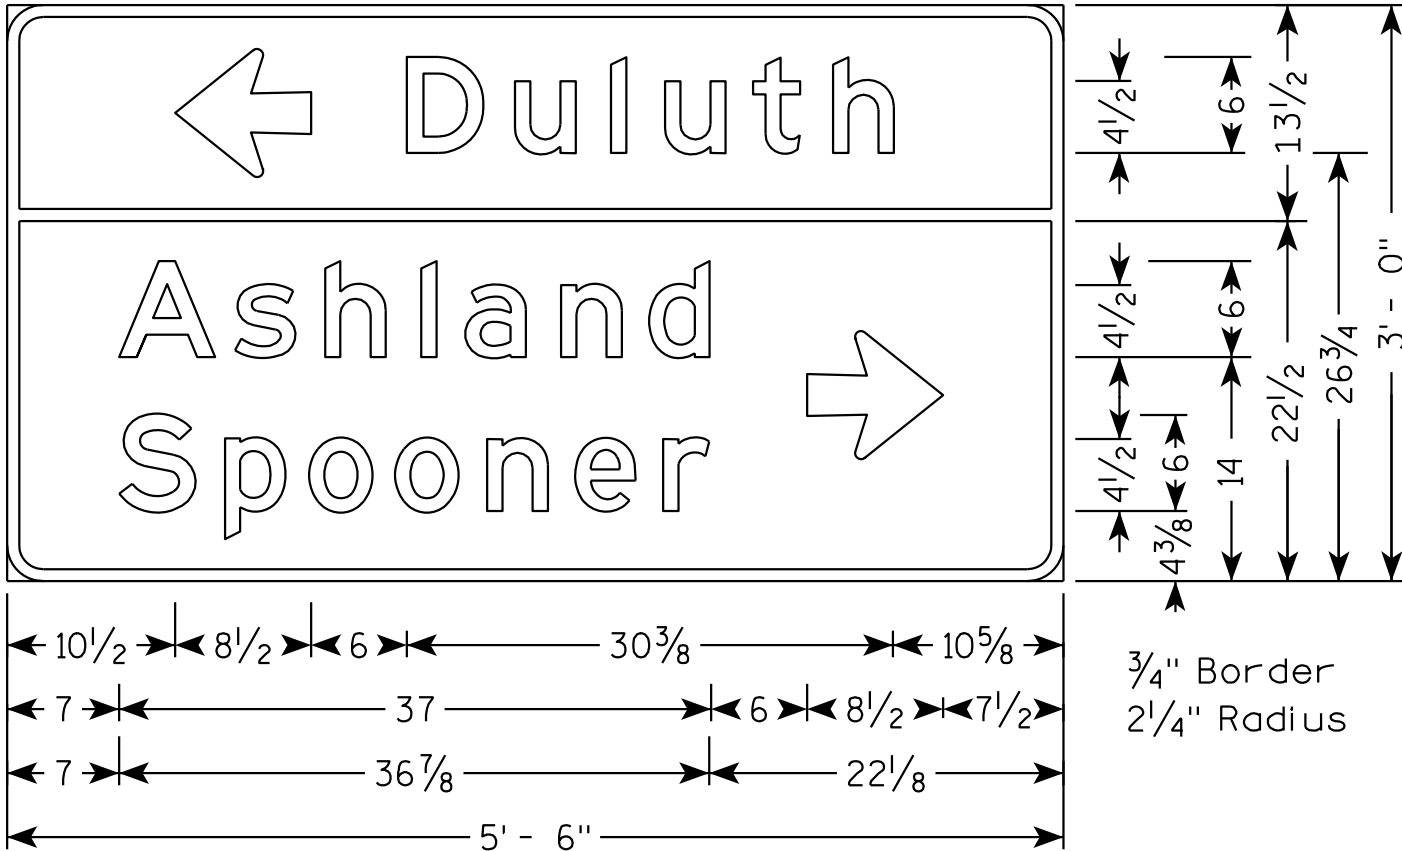 Duluth
Ashland
Spooner
4 1/2
6
13 1/2
4 1/2
6
22 1/2
26 3/4
3' - 0"
4 1/2
6
14
4 3/8
10 1/2 8 1/2 6 30 3/8 10 5/8
7 37 6 8 1/2 7 1/2
7 36 7/8 22 1/8
5' - 6"
3/4" Border
2 1/4" Radius